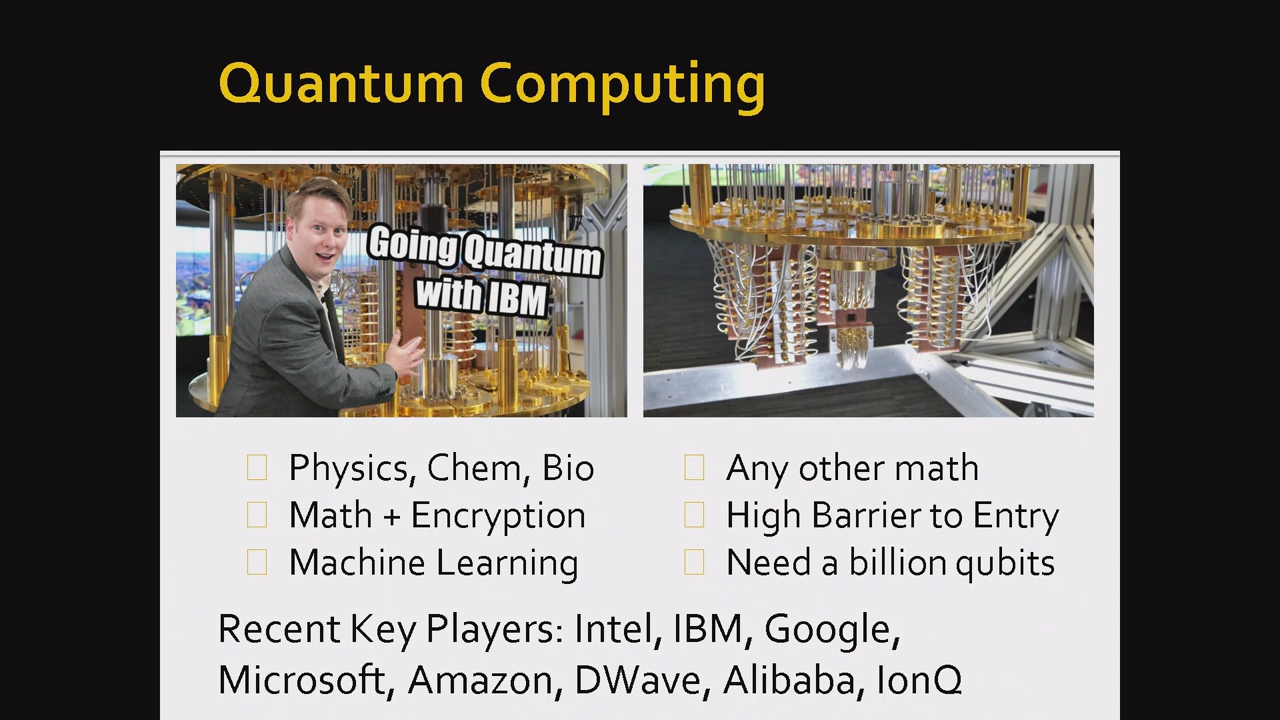 Quantum Computing
Going Quantum
with IBM
Physics, Chem, Bio
Math + Encryption
Machine Learning
Any other math
High Barrier to Entry
Need a billion qubits
Recent Key Players: Intel, IBM, Google,
Microsoft, Amazon, DWave, Alibaba, IonQ